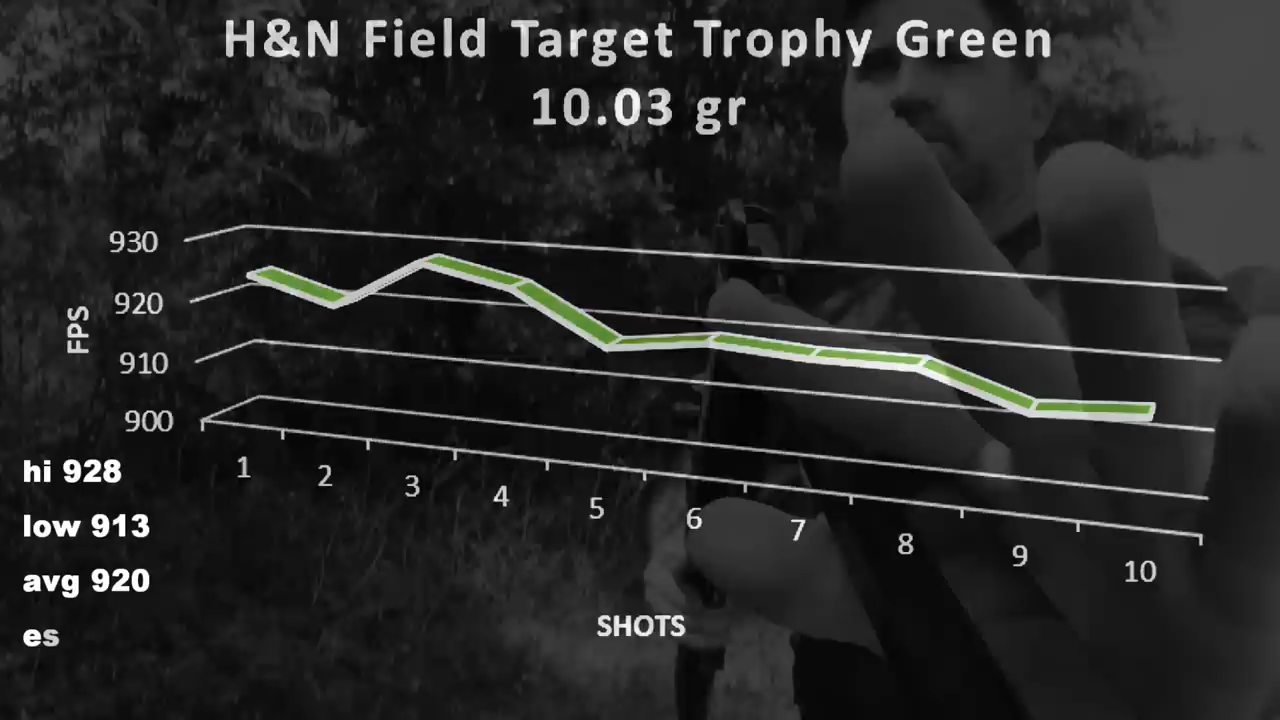 H&N Field Target Trophy Green
10.03 gr
930
920
910
900
FPS
1 2 3 4 5 6 7 8 9 10
SHOTS
hi 928
low 913
avg 920
es